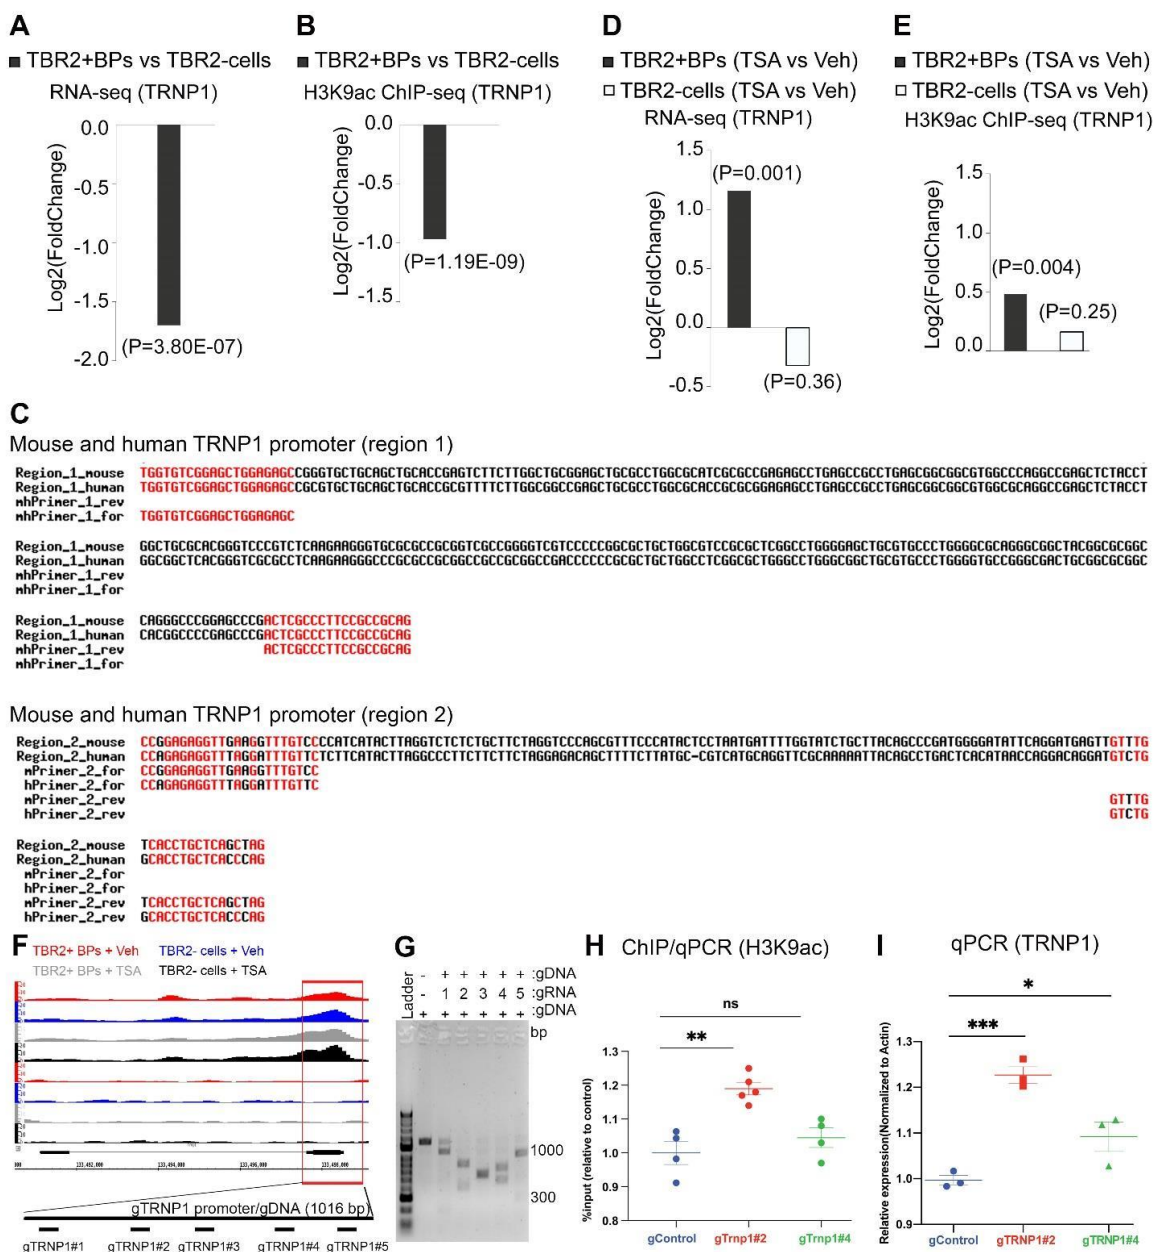 A
■ TBR2+BPs vs TBR2-cells
RNA-seq (TRNP1)
Log2(FoldChange)
0.0
-0.5
-1.0
-1.5
-2.0
(P=3.80E-07)
B
■ TBR2+BPs vs TBR2-cells
H3K9ac ChIP-seq (TRNP1)
Log2(FoldChange)
0.0
-0.5
-1.0
-1.5
(P=1.19E-09)
D
■ TBR2+BPs (TSA vs Veh)
□ TBR2-cells (TSA vs Veh)
RNA-seq (TRNP1)
Log2(FoldChange)
1.5
1.0
0.5
0.0
-0.5
(P=0.001)
(P=0.36)
E
■ TBR2+BPs (TSA vs Veh)
□ TBR2-cells (TSA vs Veh)
H3K9ac ChIP-seq (TRNP1)
Log2(FoldChange)
1.5
1.0
0.5
0.0
(P=0.004)
(P=0.25)
C
Mouse and human TRNP1 promoter (region 1)
Region_1_mouse TGGTGTCGGAGCTGGAGAGCCGGGTGCTGCAGCTGCACCGAGTCTTCTTGGCTGCGGAGCTGCGCCTGGCGCATCGCGCCGAGAGCCTGAGCCGCCTGAGCGGCGGCGTGGCCCAGGCCGAGCTCTACCT
Region_1_human TGGTGTCGGAGCTGGAGAGCCGCGTGCTGCAGCTGCACCGCGTTTTCTTGGCGGCCGAGCTGCGCCTGGCGCACCGCGCGGAGAGCCTGAGCCGCCTGAGCGGCGGCGTGGCGCAGGCCGAGCTCTACCT
mhPrimer_1_rev
mhPrimer_1_for TGGTGTCGGAGCTGGAGAGC
Region_1_mouse GGCTGCGCACGGGTCCCGTCTCAAGAAGGGTGCGCGCCGCGGTCGCCGGGGTCGTCCCCCGGCGCTGCTGGCGTCCGCGCTCGGCCTGGGGAGCTGCGTGCCCTGGGGCGCAGGGCGGCTACGGCGCGGC
Region_1_human GGCGGCTCACGGGTCGCGCCTCAAGAAGGGCCCGCGCCGCGGCCGCCGCGGCCGACCCCCCGCGCTGCTGGCCTCGGCGCTGGGCCTGGGCGGCTGCGTGCCCTGGGGTGCCGGGCGACTGCGGCGCGGC
mhPrimer_1_rev
mhPrimer_1_for
Region_1_mouse CAGGGCCCGGAGCCCGACTCGCCCTTCCGCCGCAG
Region_1_human CACGGCCCCGAGCCCGACTCGCCCTTCCGCCGCAG
mhPrimer_1_rev ACTCGCCCTTCCGCCGCAG
mhPrimer_1_for
Mouse and human TRNP1 promoter (region 2)
Region_2_mouse CCGGAGAGGTTGAAGGTTTGTCCCCATCATACTTAGGTCTCTCTGCTTCTAGGTCCCAGCGTTTCCCATACTCCTAATGATTTTGGTATCTGCTTACAGCCCGATGGGGATATTCAGGATGAGTTGTTTG
Region_2_human CCAGAGAGGTTTAGGATTTGTTCTCTTCATACTTAGGCCCTTCTTCTTCTAGGAGACAGCTTTTCTTATGC-CGTCATGCAGGTTCGCAAAAATTACAGCCTGACTCACATAACCAGGACAGGATGTCTG
mPrimer_2_for CCGGAGAGGTTGAAGGTTTGTCC
hPrimer_2_for CCAGAGAGGTTTAGGATTTGTTC
mPrimer_2_rev GTTTG
hPrimer_2_rev GTCTG
Region_2_mouse TCACCTGCTCAGCTAG
Region_2_human GCACCTGCTCACCCAG
mPrimer_2_for
hPrimer_2_for
mPrimer_2_rev TCACCTGCTCAGCTAG
hPrimer_2_rev GCACCTGCTCACCCAG
F
TBR2+ BPs + Veh TBR2- cells + Veh
TBR2+ BPs + TSA TBR2- cells + TSA
gTRNP1 promoter/gDNA (1016 bp)
gTRNP1#1 gTRNP1#2 gTRNP1#3 gTRNP1#4 gTRNP1#5
G
Ladder
- + + + + + :gDNA
- 1 2 3 4 5 :gRNA
+ + + + + + :gDNA
bp
1000
300
H
ChIP/qPCR (H3K9ac)
ns
**
%input (relative to control)
1.3
1.2
1.1
1.0
0.9
0.8
gControl gTrnp1#2 gTrnp1#4
I
qPCR (TRNP1)
*
***
Relative expression(Normalized to Actin)
1.3
1.2
1.1
1.0
0.9
gControl gTRNP1#2 gTRNP1#4